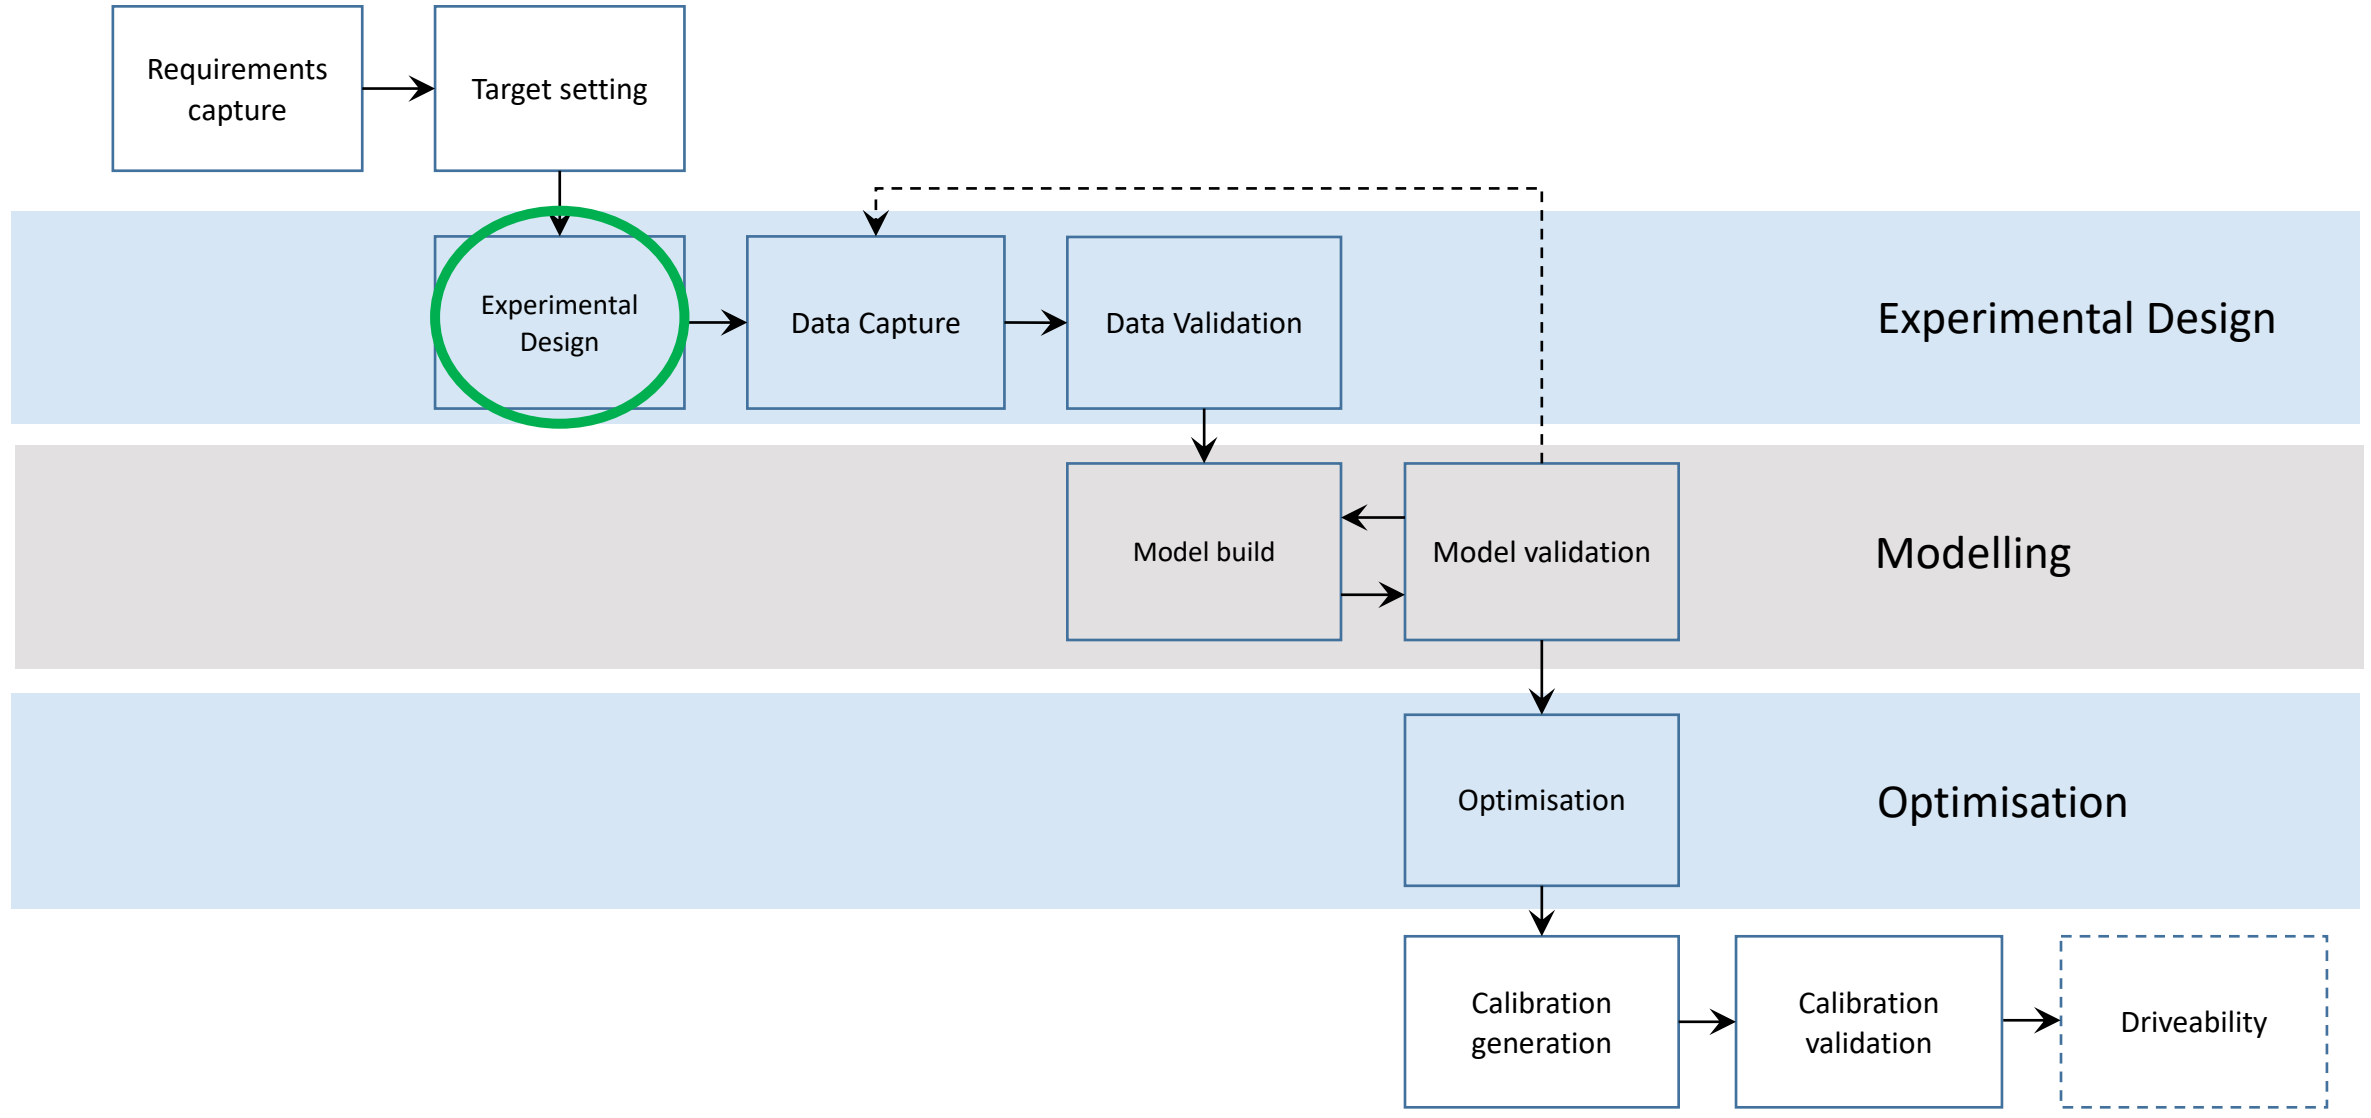 Requirements
capture
Target setting
Experimental
Design
Data Capture
Data Validation
Experimental Design
Model build
Model validation
Modelling
Optimisation
Optimisation
Calibration
generation
Calibration
validation
Driveability